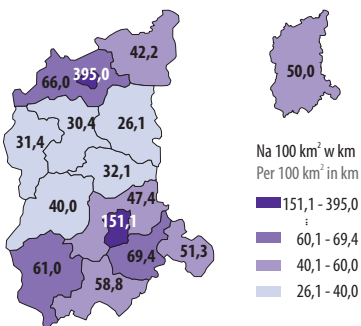 42,2
395,0
66,0
50,0
30,4
26,1
31,4
32,1
Na 100 km² w km
Per 100 km² in km
47,4
40,0
151,1
151,1 - 395,0
⋮
60,1 - 69,4
69,4
51,3
40,1 - 60,0
61,0
26,1 - 40,0
58,8